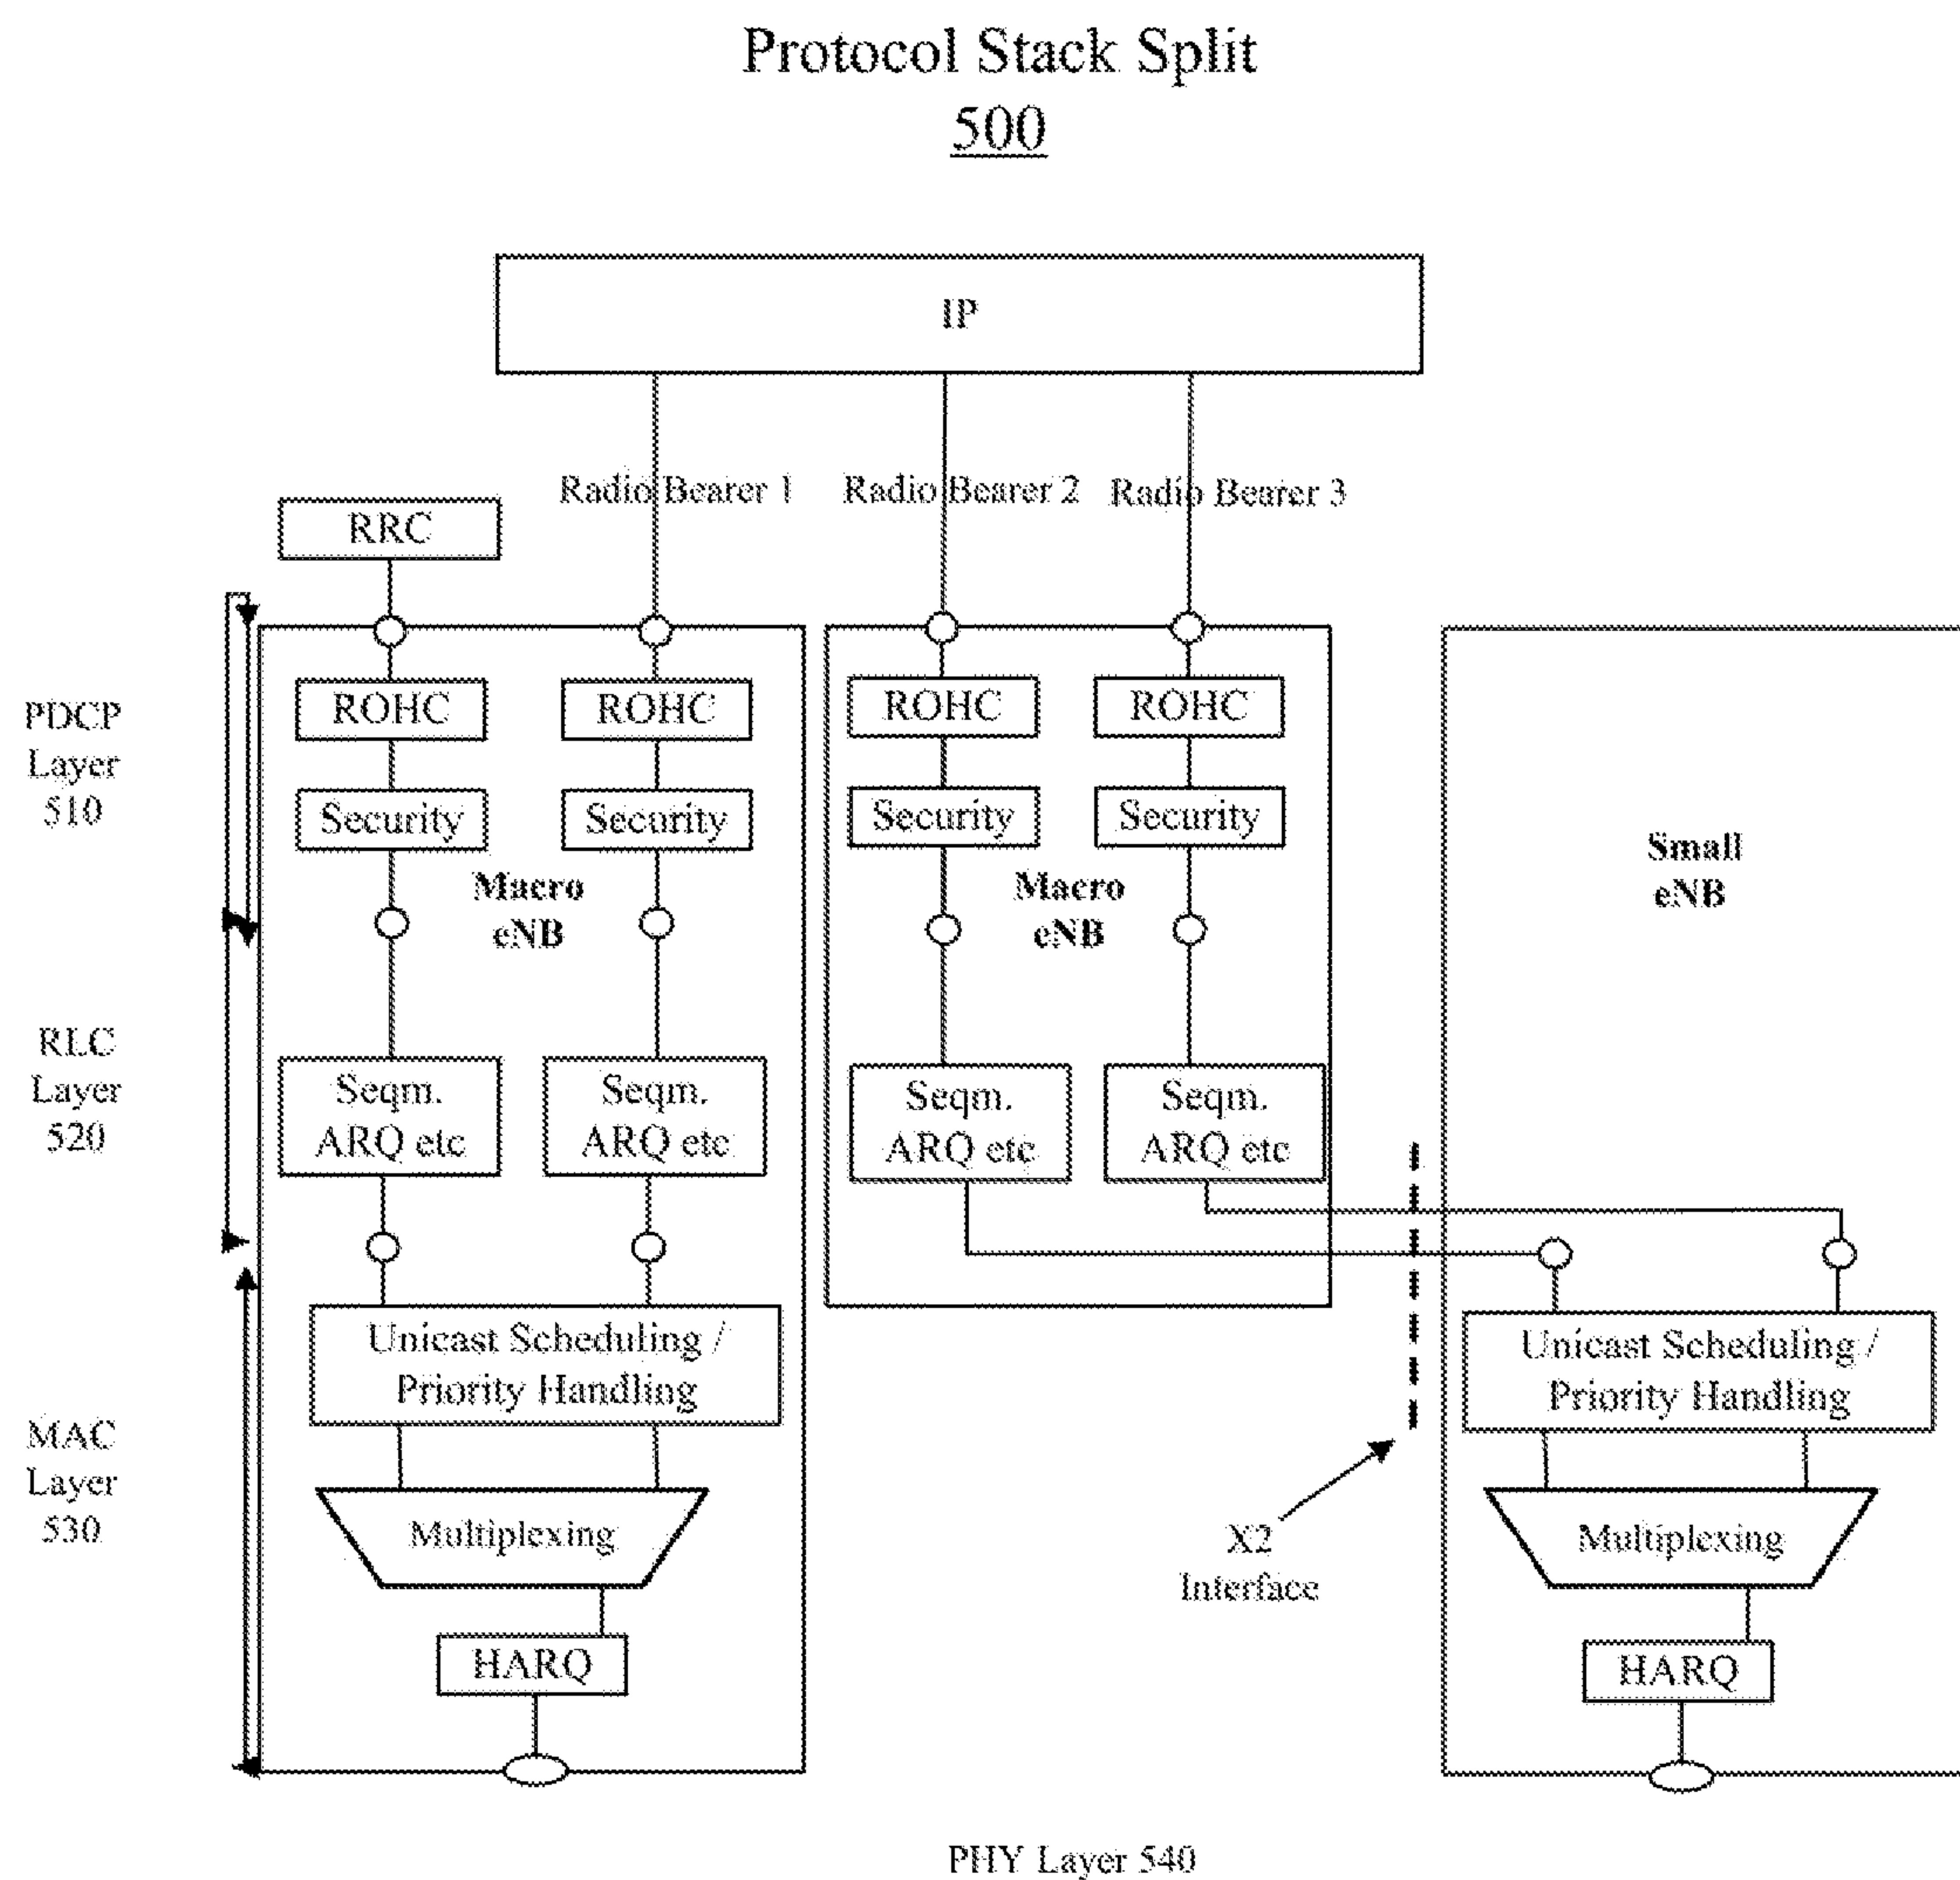 Protocol Stack Split
500
IP
Radio Bearer 1 Radio Bearer 2 Radio Bearer 3
RRC
PDCP
Layer
510
ROHC ROHC ROHC ROHC
Security Security Security Security
Macro
eNB
Macro
eNB
Small
eNB
RLC
Layer
520
Seqm.
ARQ etc
Seqm.
ARQ etc
Seqm.
ARQ etc
Seqm.
ARQ etc
MAC
Layer
530
Unicast Scheduling /
Priority Handling
Unicast Scheduling /
Priority Handling
Multiplexing
X2
Interface
Multiplexing
HARQ
HARQ
PHY Layer 540